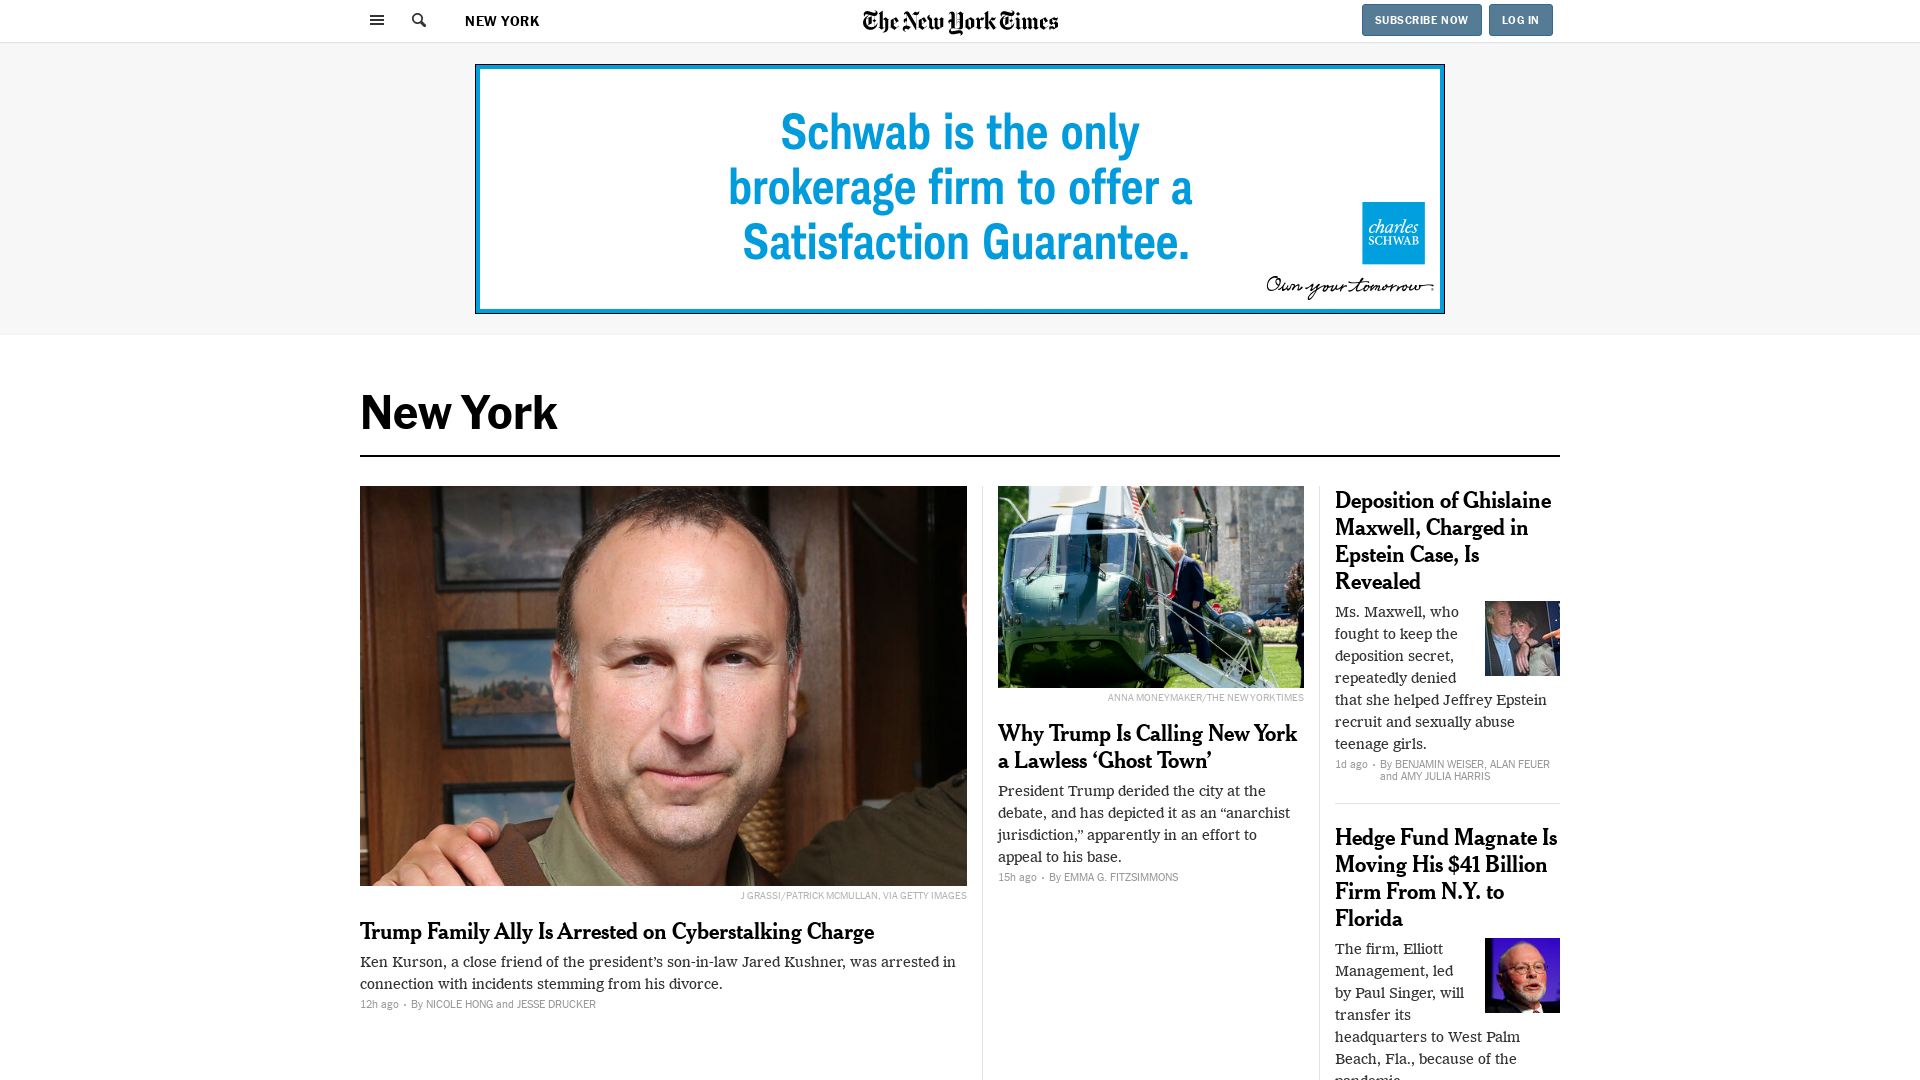 NEW YORK
The New York Times
SUBSCRIBE NOW
LOG IN
Schwab is the only
brokerage firm to offer a
Satisfaction Guarantee.
charles
SCHWAB
Own your tomorrow.
New York
J GRASSI/PATRICK MCMULLAN, VIA GETTY IMAGES
Trump Family Ally Is Arrested on Cyberstalking Charge
Ken Kurson, a close friend of the president’s son-in-law Jared Kushner, was arrested in
connection with incidents stemming from his divorce.
12h ago · By NICOLE HONG and JESSE DRUCKER
ANNA MONEYMAKER/THE NEW YORK TIMES
Why Trump Is Calling New York
a Lawless ‘Ghost Town’
President Trump derided the city at the
debate, and has depicted it as an “anarchist
jurisdiction,” apparently in an effort to
appeal to his base.
15h ago · By EMMA G. FITZSIMMONS
Deposition of Ghislaine
Maxwell, Charged in
Epstein Case, Is
Revealed
Ms. Maxwell, who
fought to keep the
deposition secret,
repeatedly denied
that she helped Jeffrey Epstein
recruit and sexually abuse
teenage girls.
1d ago · By BENJAMIN WEISER, ALAN FEUER
and AMY JULIA HARRIS
Hedge Fund Magnate Is
Moving His $41 Billion
Firm From N.Y. to
Florida
The firm, Elliott
Management, led
by Paul Singer, will
transfer its
headquarters to West Palm
Beach, Fla., because of the
pandemic.